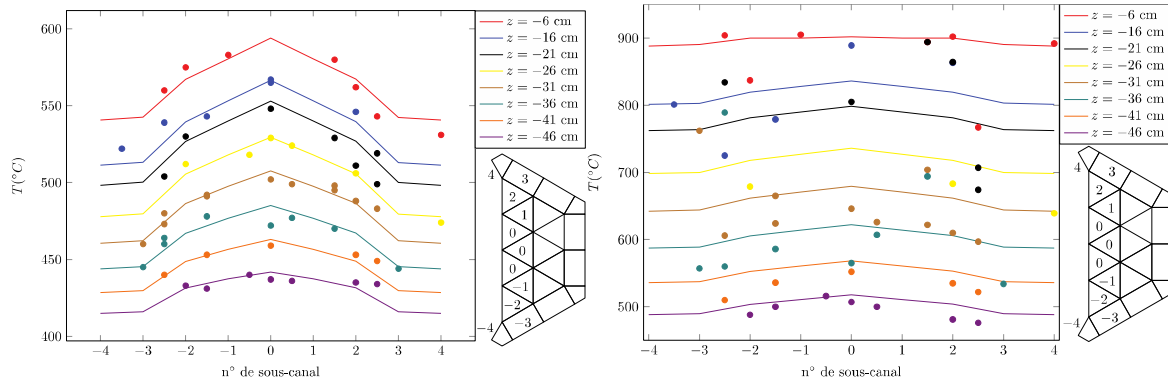 600
550
500
450
400
T(°C)
−4 −3 −2 −1 0 1 2 3 4
n° de sous-canal
z = −6 cm
z = −16 cm
z = −21 cm
z = −26 cm
z = −31 cm
z = −36 cm
z = −41 cm
z = −46 cm
4
3
2
1
0
0
0
0
−1
−2
−3
−4
900
800
700
600
500
T(°C)
−4 −3 −2 −1 0 1 2 3 4
n° de sous-canal
z = −6 cm
z = −16 cm
z = −21 cm
z = −26 cm
z = −31 cm
z = −36 cm
z = −41 cm
z = −46 cm
4
3
2
1
0
0
0
0
−1
−2
−3
−4